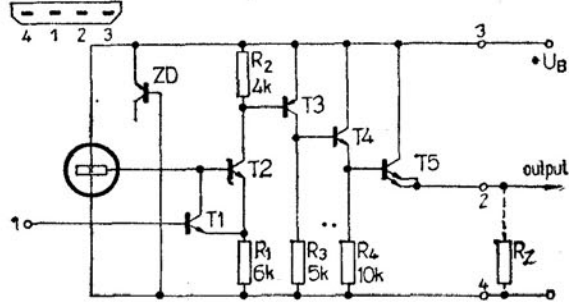 4 1 2 3
3
• U_B
ZD
R2
4k
T3
T4
T2
T5
output
2
1
T1
R1
6k
R3
5k
R4
10k
Rz
4